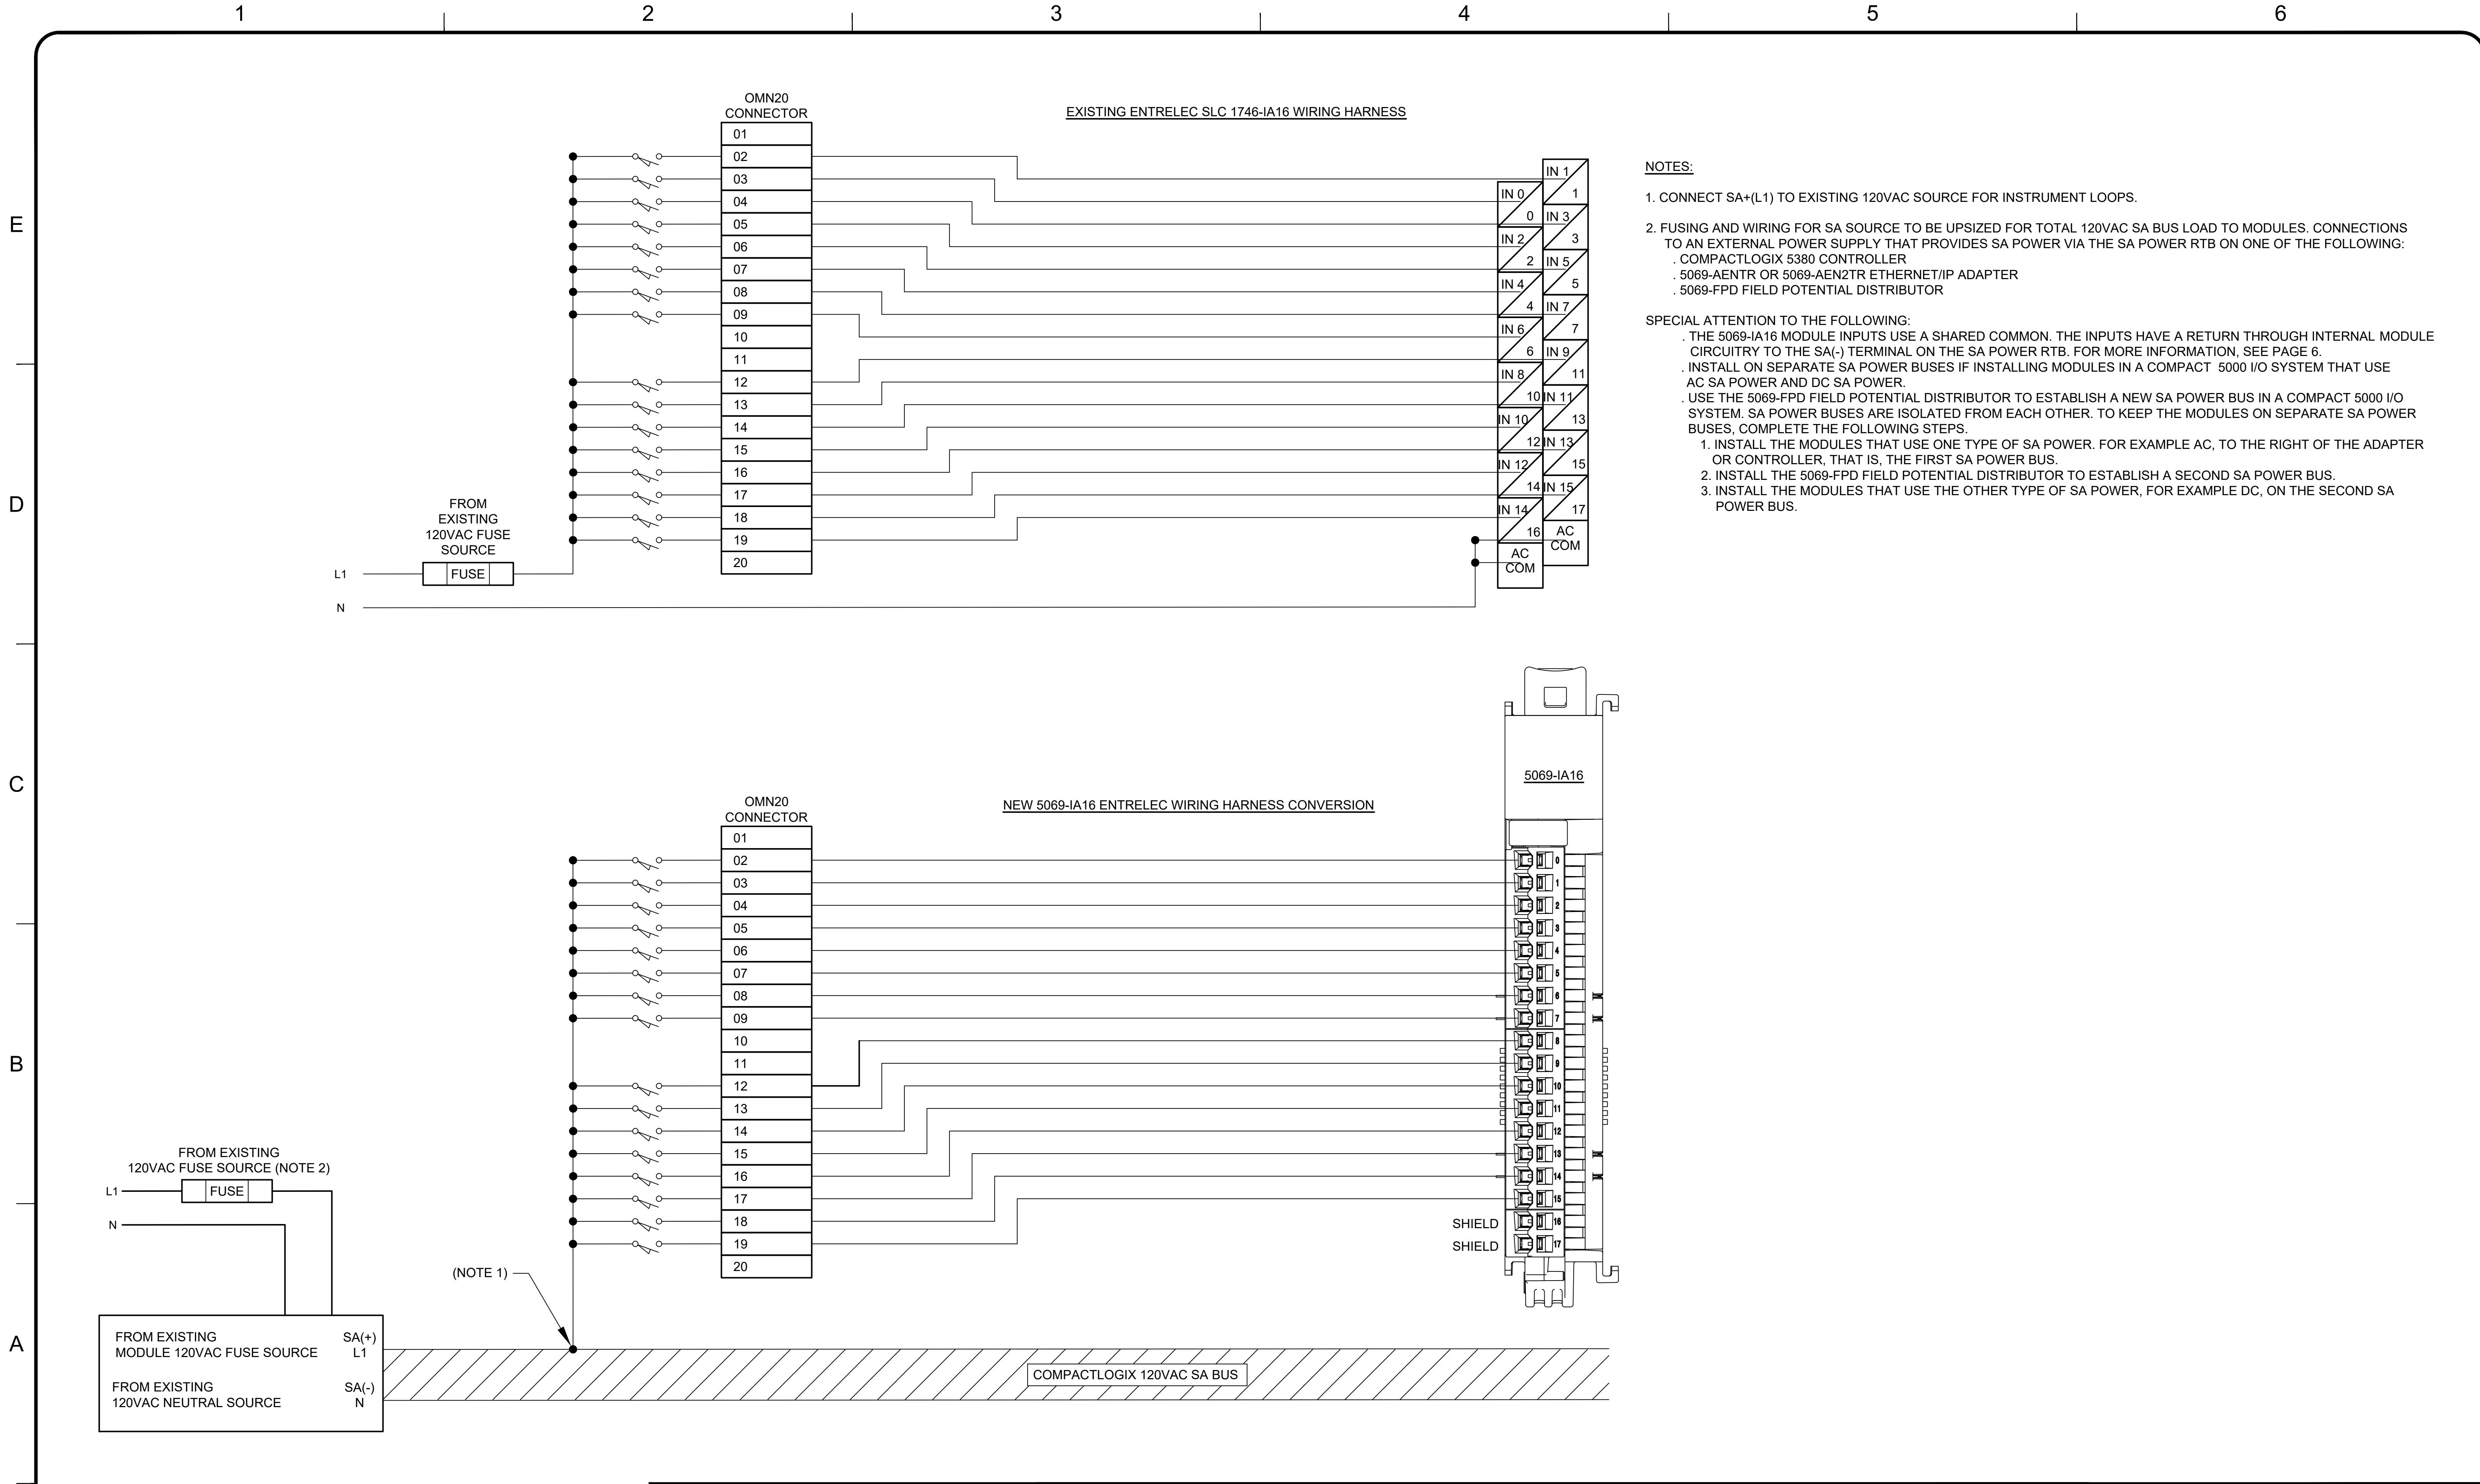 1 2 3 4 5 6
E
D
C
B
A
OMN20
CONNECTOR
EXISTING ENTRELEC SLC 1746-IA16 WIRING HARNESS
01
02
03
04
05
06
07
08
09
10
11
12
13
14
15
16
17
18
19
20
FROM
EXISTING
120VAC FUSE
SOURCE
L1
FUSE
N
IN 1
1
IN 0
0
IN 3
3
IN 2
2
IN 5
5
IN 4
4
IN 7
7
IN 6
6
IN 9
11
IN 8
10
IN 11
13
IN 10
12
IN 13
15
IN 12
14
IN 15
17
IN 14
16
AC
COM
AC
COM
NOTES:
1. CONNECT SA+(L1) TO EXISTING 120VAC SOURCE FOR INSTRUMENT LOOPS.
2. FUSING AND WIRING FOR SA SOURCE TO BE UPSIZED FOR TOTAL 120VAC SA BUS LOAD TO MODULES. CONNECTIONS
TO AN EXTERNAL POWER SUPPLY THAT PROVIDES SA POWER VIA THE SA POWER RTB ON ONE OF THE FOLLOWING:
. COMPACTLOGIX 5380 CONTROLLER
. 5069-AENTR OR 5069-AEN2TR ETHERNET/IP ADAPTER
. 5069-FPD FIELD POTENTIAL DISTRIBUTOR
SPECIAL ATTENTION TO THE FOLLOWING:
. THE 5069-IA16 MODULE INPUTS USE A SHARED COMMON. THE INPUTS HAVE A RETURN THROUGH INTERNAL MODULE
CIRCUITRY TO THE SA(-) TERMINAL ON THE SA POWER RTB. FOR MORE INFORMATION, SEE PAGE 6.
. INSTALL ON SEPARATE SA POWER BUSES IF INSTALLING MODULES IN A COMPACT 5000 I/O SYSTEM THAT USE
AC SA POWER AND DC SA POWER.
. USE THE 5069-FPD FIELD POTENTIAL DISTRIBUTOR TO ESTABLISH A NEW SA POWER BUS IN A COMPACT 5000 I/O
SYSTEM. SA POWER BUSES ARE ISOLATED FROM EACH OTHER. TO KEEP THE MODULES ON SEPARATE SA POWER
BUSES, COMPLETE THE FOLLOWING STEPS.
1. INSTALL THE MODULES THAT USE ONE TYPE OF SA POWER. FOR EXAMPLE AC, TO THE RIGHT OF THE ADAPTER
OR CONTROLLER, THAT IS, THE FIRST SA POWER BUS.
2. INSTALL THE 5069-FPD FIELD POTENTIAL DISTRIBUTOR TO ESTABLISH A SECOND SA POWER BUS.
3. INSTALL THE MODULES THAT USE THE OTHER TYPE OF SA POWER, FOR EXAMPLE DC, ON THE SECOND SA
POWER BUS.
OMN20
CONNECTOR
NEW 5069-IA16 ENTRELEC WIRING HARNESS CONVERSION
5069-IA16
01
02
03
04
05
06
07
08
09
10
11
12
13
14
15
16
17
18
19
20
0
1
2
3
4
5
6
7
8
9
10
11
12
13
14
15
SHIELD 16
SHIELD 17
FROM EXISTING
120VAC FUSE SOURCE (NOTE 2)
L1
FUSE
N
(NOTE 1)
FROM EXISTING SA(+)
MODULE 120VAC FUSE SOURCE L1
FROM EXISTING SA(-)
120VAC NEUTRAL SOURCE N
COMPACTLOGIX 120VAC SA BUS